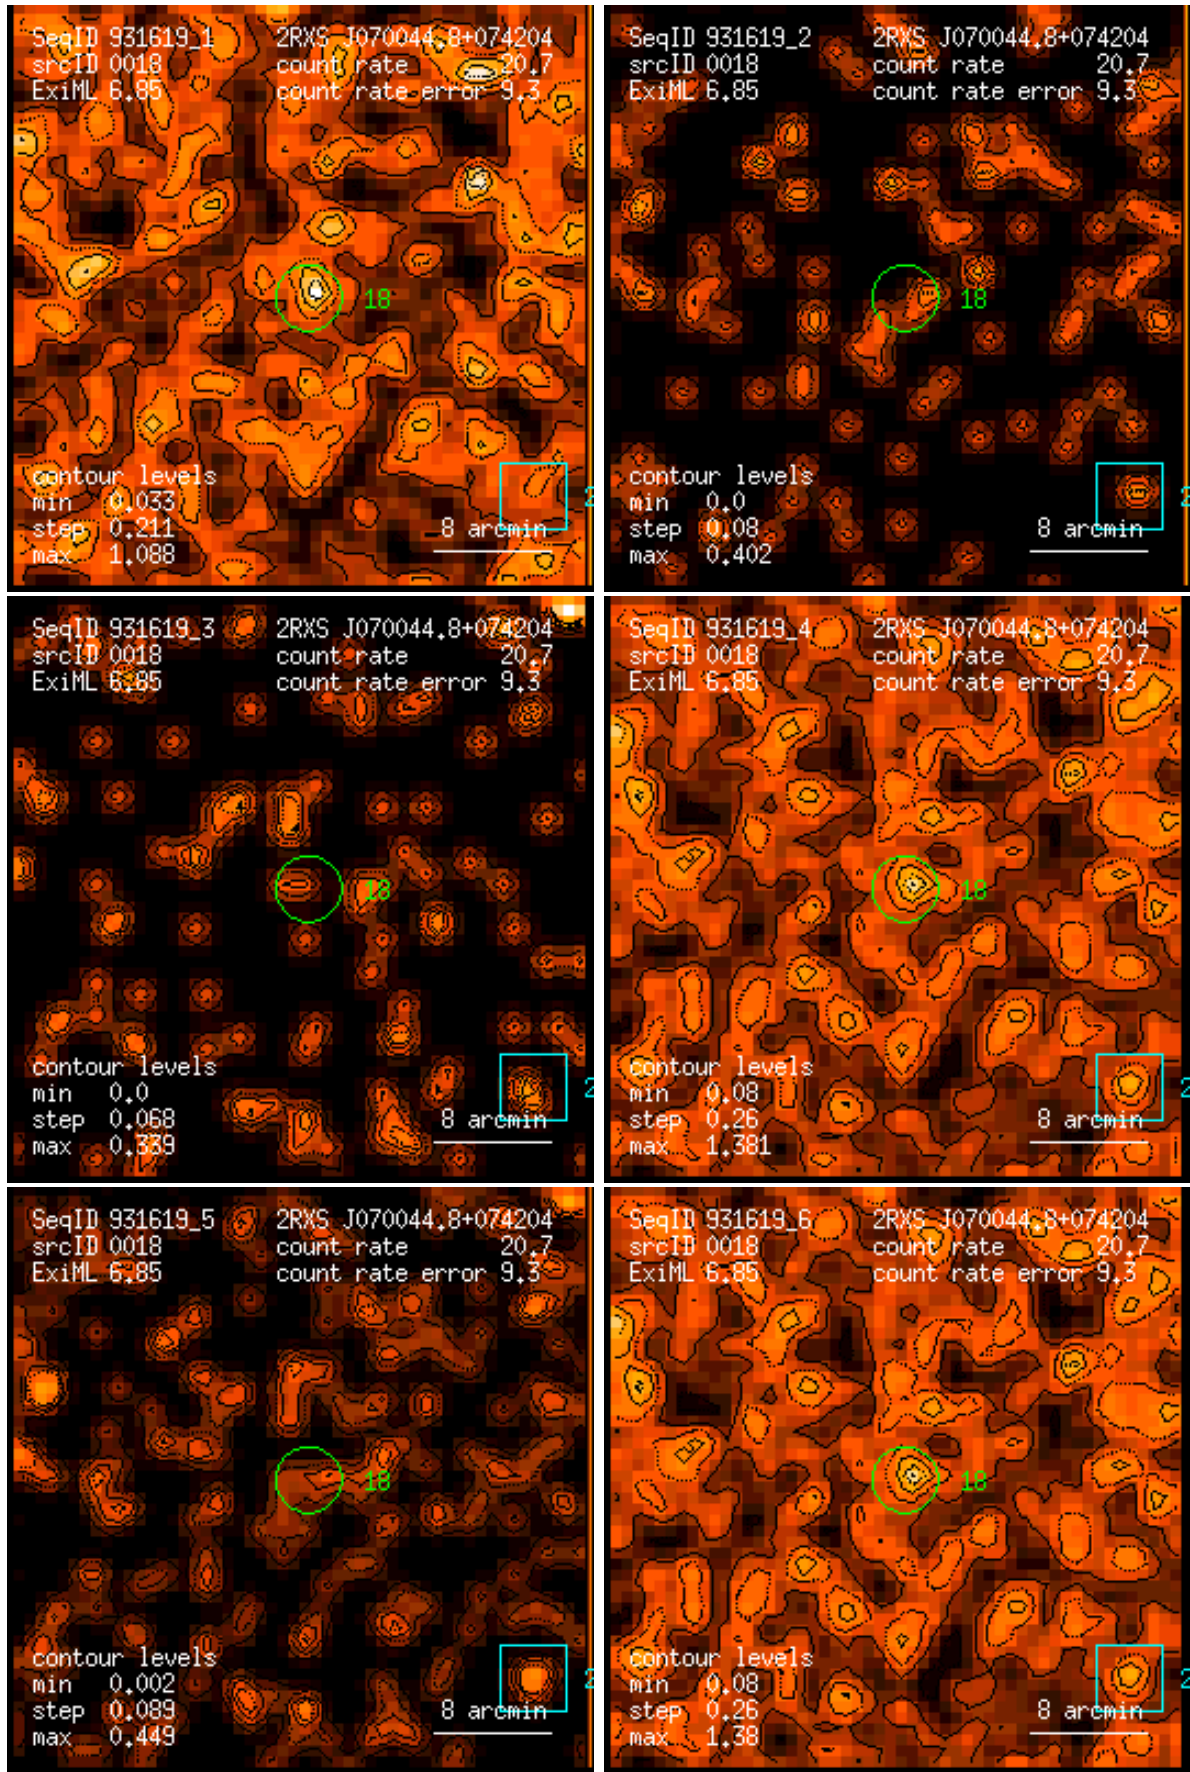 SeqID 931619_1 2RXS J070044.8+074204
srcID 0018 count rate 20.7
ExiML 6.85 count rate error 9.3
18
contour levels
min 0.033
step 0.211
max 1.088
8 arcmin
2
SeqID 931619_2 2RXS J070044.8+074204
srcID 0018 count rate 20.7
ExiML 6.85 count rate error 9.3
18
contour levels
min 0.0
step 0.08
max 0.402
8 arcmin
2
SeqID 931619_3 2RXS J070044.8+074204
srcID 0018 count rate 20.7
ExiML 6.85 count rate error 9.3
18
contour levels
min 0.0
step 0.068
max 0.339
8 arcmin
2
SeqID 931619_4 2RXS J070044.8+074204
srcID 0018 count rate 20.7
ExiML 6.85 count rate error 9.3
18
contour levels
min 0.08
step 0.26
max 1.381
8 arcmin
2
SeqID 931619_5 2RXS J070044.8+074204
srcID 0018 count rate 20.7
ExiML 6.85 count rate error 9.3
18
contour levels
min 0.002
step 0.089
max 0.449
8 arcmin
2
SeqID 931619_6 2RXS J070044.8+074204
srcID 0018 count rate 20.7
ExiML 6.85 count rate error 9.3
18
contour levels
min 0.08
step 0.26
max 1.38
8 arcmin
2